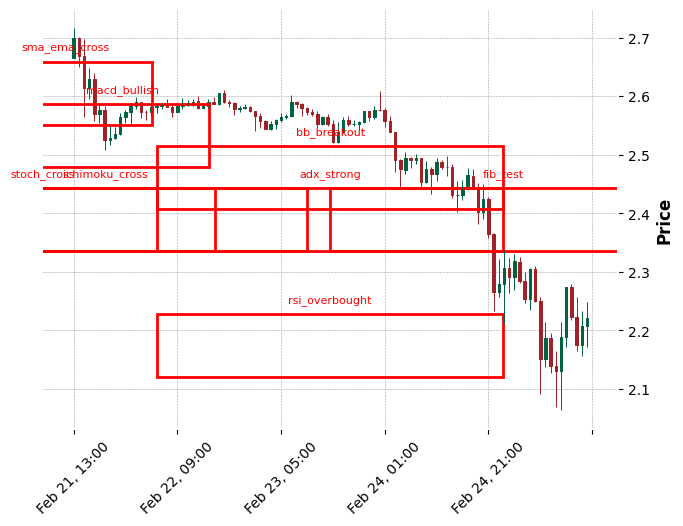 sma_ema_cross
macd_bullish
bb_breakout
stoch_cross
ichimoku_cross
adx_strong
fib_test
rsi_overbought
2.7
2.6
2.5
2.4
2.3
2.2
2.1
Price
Feb 21, 13:00
Feb 22, 09:00
Feb 23, 05:00
Feb 24, 01:00
Feb 24, 21:00